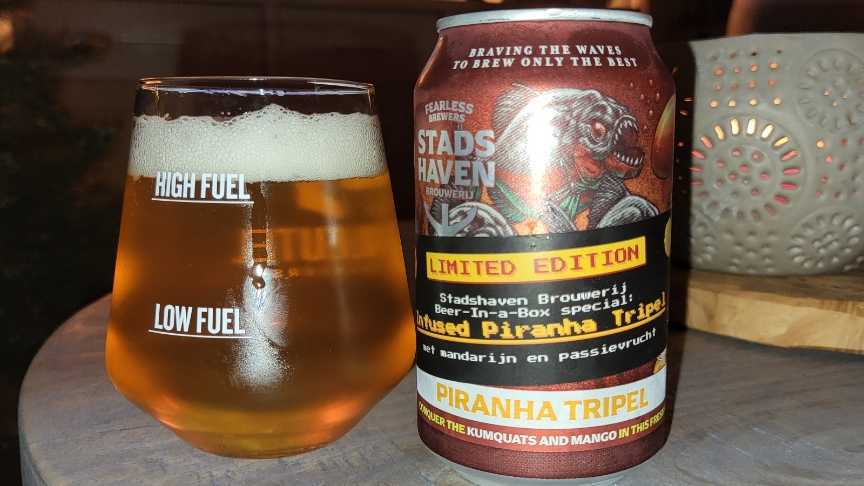 HIGH FUEL
LOW FUEL
BRAVING THE WAVES
TO BREW ONLY THE BEST
FEARLESS
BREWERS
STADS
HAVEN
BROUWERIJ
LIMITED EDITION
Stadshaven Brouwerij
Beer-In-a-Box special:
Infused Piranha Tripel
met mandarijn en passievrucht
PIRANHA TRIPEL
CONQUER THE KUMQUATS AND MANGO IN THIS